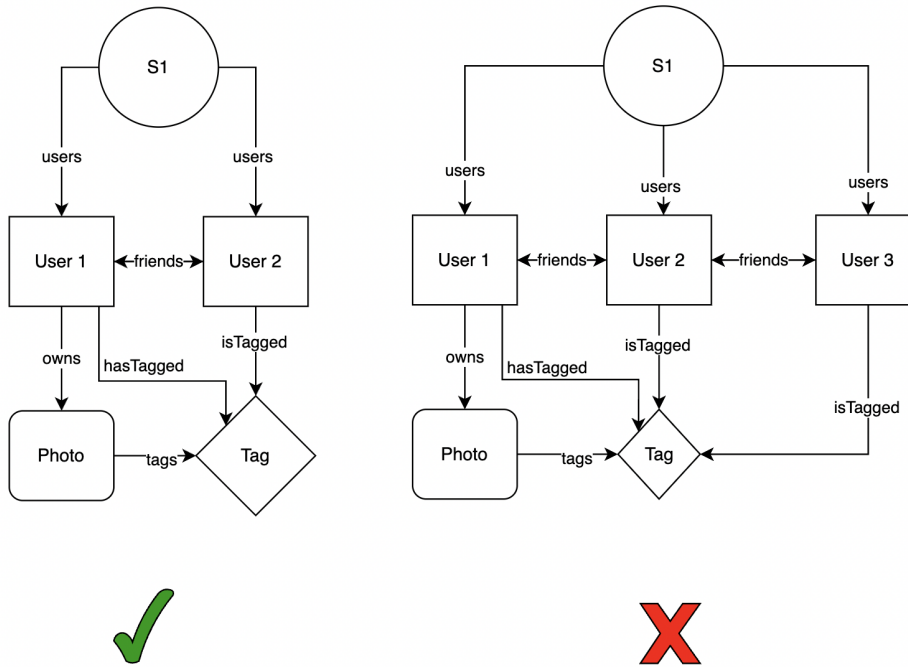 S1
users
users
User 1
friends
User 2
owns
hasTagged
isTagged
Photo
tags
Tag
S1
users
users
users
User 1
friends
User 2
friends
User 3
owns
hasTagged
isTagged
isTagged
Photo
tags
Tag